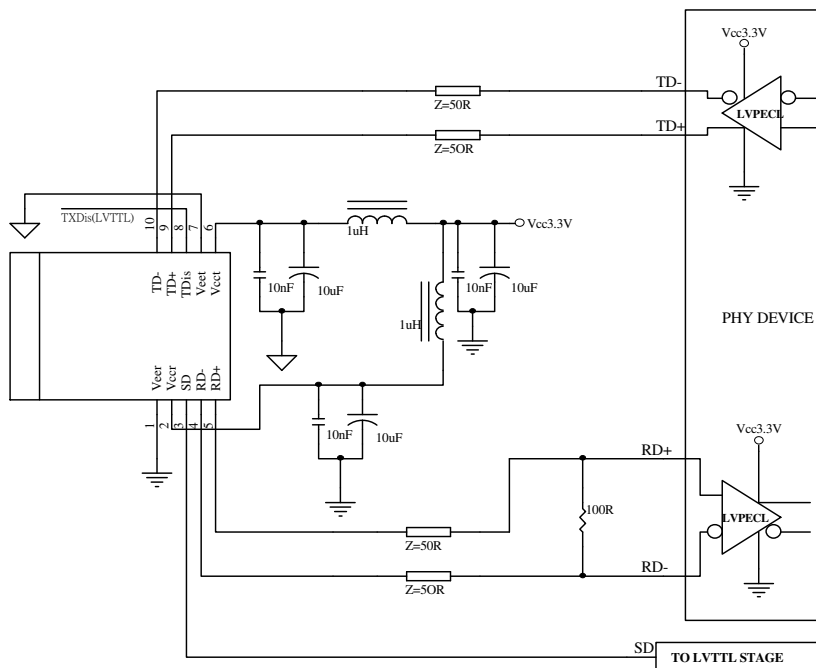 Vcc3.3V
TD-
Z=50R
LVPECL
TD+
Z=5OR
TXDis(LVTTL)
10
9
8
7
6
1uH
Vcc3.3V
TD-
TD+
TDis
Veet
Vcct
10nF
10uF
10nF
10uF
1uH
PHY DEVICE
Veer
Vccr
SD
RD-
RD+
1
2
3
4
5
10nF
10uF
Vcc3.3V
RD+
100R
LVPECL
Z=50R
RD-
Z=5OR
SD
TO LVTTL STAGE